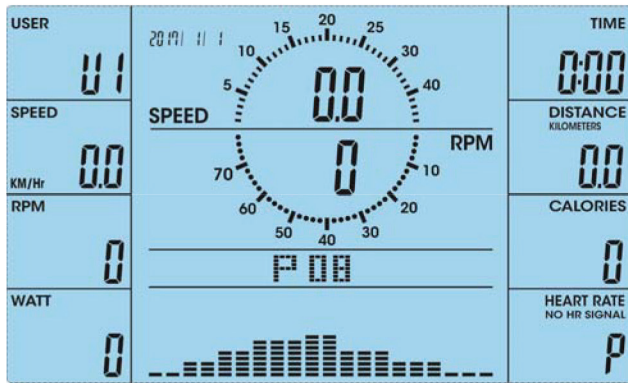 USER
U1
SPEED
KM/Hr 0.0
RPM
0
WATT
0
2017/ 1/ 1
5 10 15 20 25 30 40
SPEED 0.0
0 RPM
70 60 50 40 30 20 10
P 08
TIME
0:00
DISTANCE
KILOMETERS
0.0
CALORIES
0
HEART RATE
NO HR SIGNAL
P